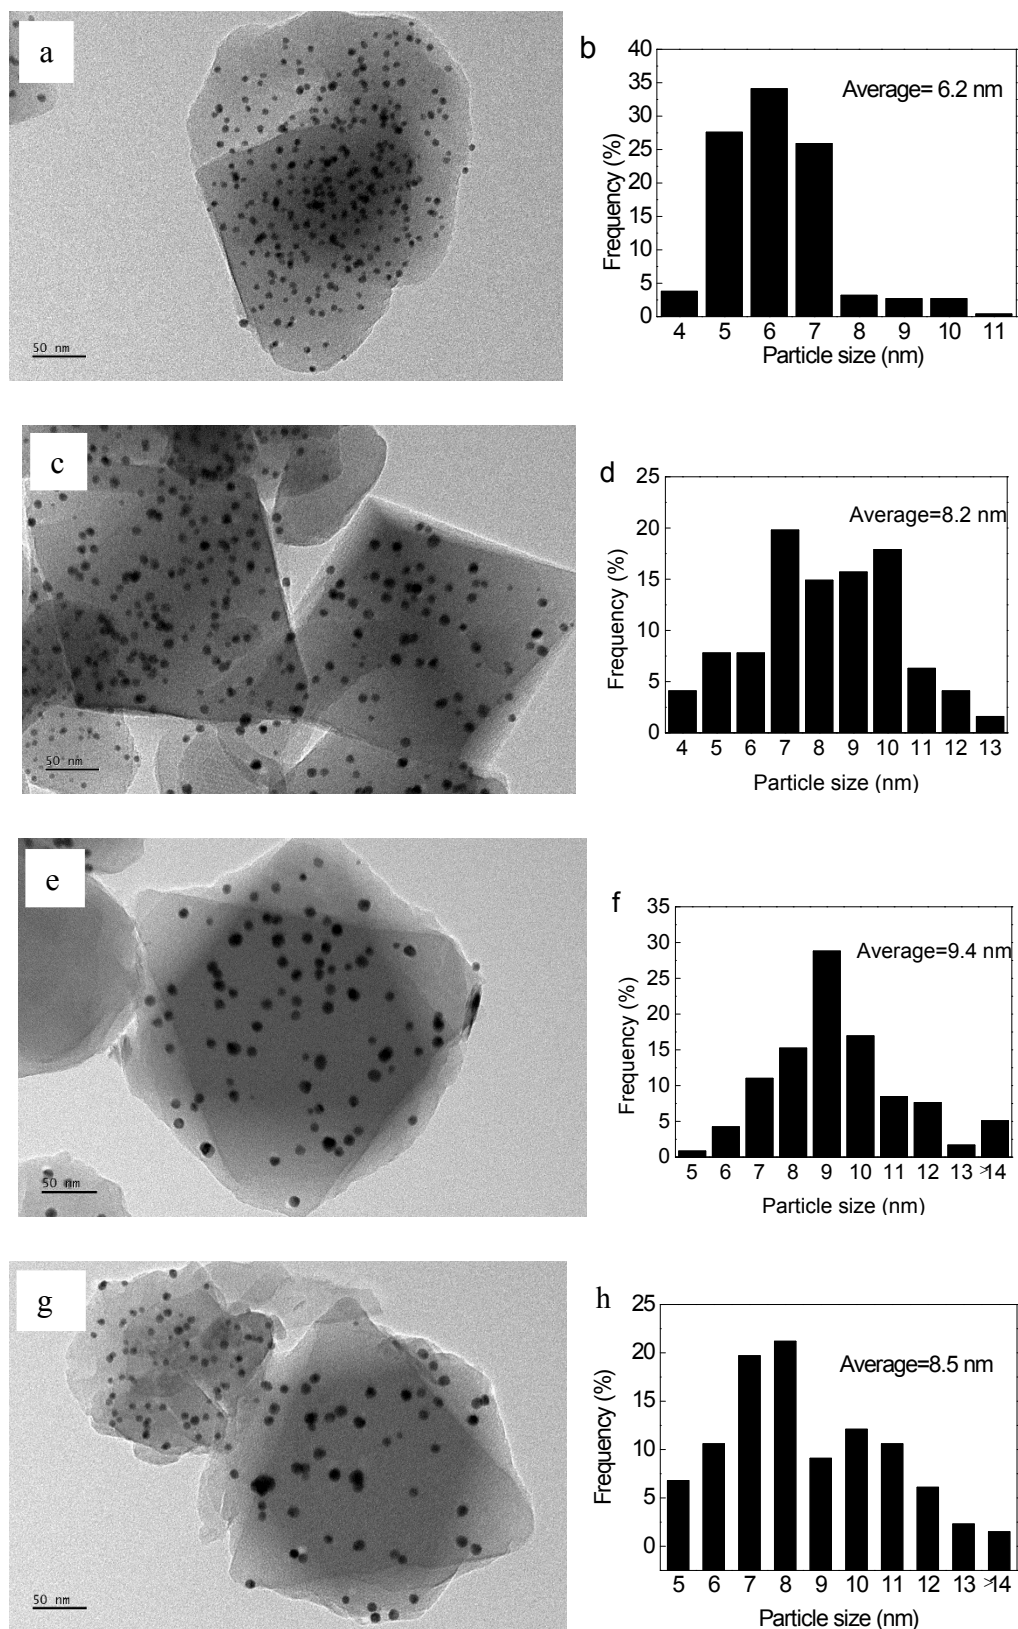 a
50 nm
b
Average= 6.2 nm
Frequency (%)
40
35
30
25
20
15
10
5
0
4 5 6 7 8 9 10 11
Particle size (nm)
c
50 nm
d
Average=8.2 nm
Frequency (%)
25
20
15
10
5
0
4 5 6 7 8 9 10 11 12 13
Particle size (nm)
e
50 nm
f
Average=9.4 nm
Frequency (%)
35
30
25
20
15
10
5
0
5 6 7 8 9 10 11 12 13 >14
Particle size (nm)
g
50 nm
h
Average=8.5 nm
Frequency (%)
25
20
15
10
5
0
5 6 7 8 9 10 11 12 13 >14
Particle size (nm)